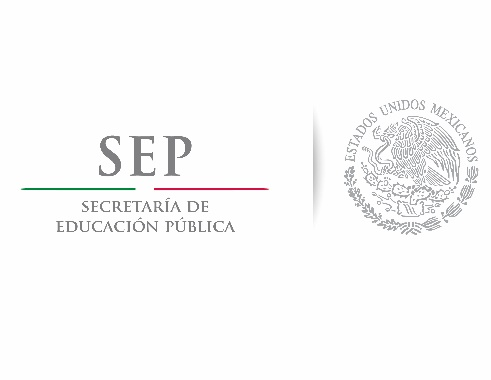 SEP
SECRETARÍA DE
EDUCACIÓN PÚBLICA
ESTADOS UNIDOS MEXICANOS